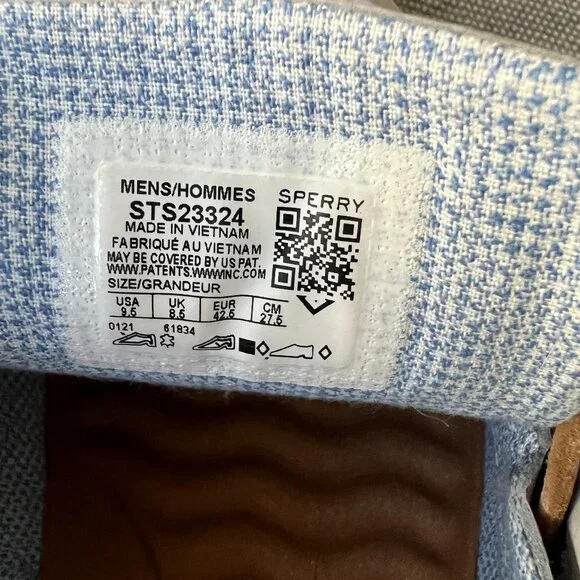 MENS/HOMMES
SPERRY
STS23324
MADE IN VIETNAM
FABRIQUÉ AU VIETNAM
MAY BE COVERED BY US PAT.
WWW.PATENTS.WWWINC.COM
SIZE/GRANDEUR
USA UK EUR CM
9.5 8.5 42.5 27.5
0121 61834